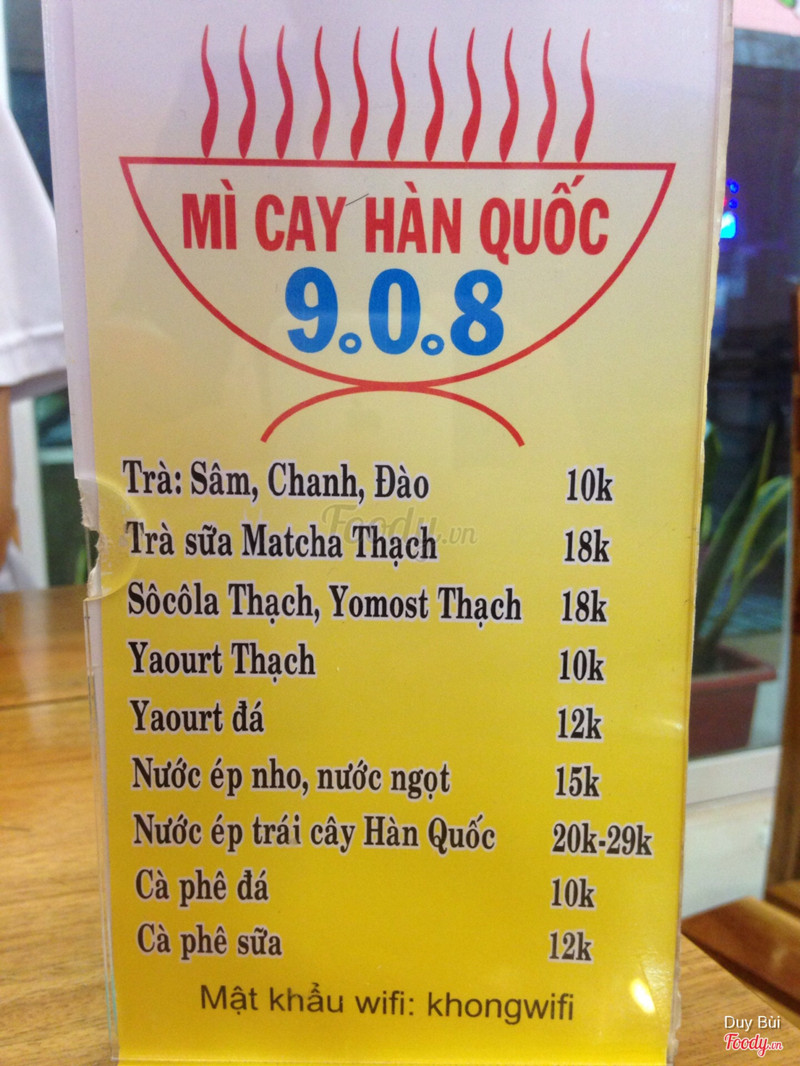 MÌ CAY HÀN QUỐC
9.0.8
Trà: Sâm, Chanh, Đào 10k
Foody.vn
Trà sữa Matcha Thạch 18k
Sôcôla Thạch, Yomost Thạch 18k
Yaourt Thạch 10k
Yaourt đá 12k
Nước ép nho, nước ngọt 15k
Nước ép trái cây Hàn Quốc 20k-29k
Cà phê đá 10k
Cà phê sữa 12k
Mật khẩu wifi: khongwifi
Duy Bùi
Foody.vn